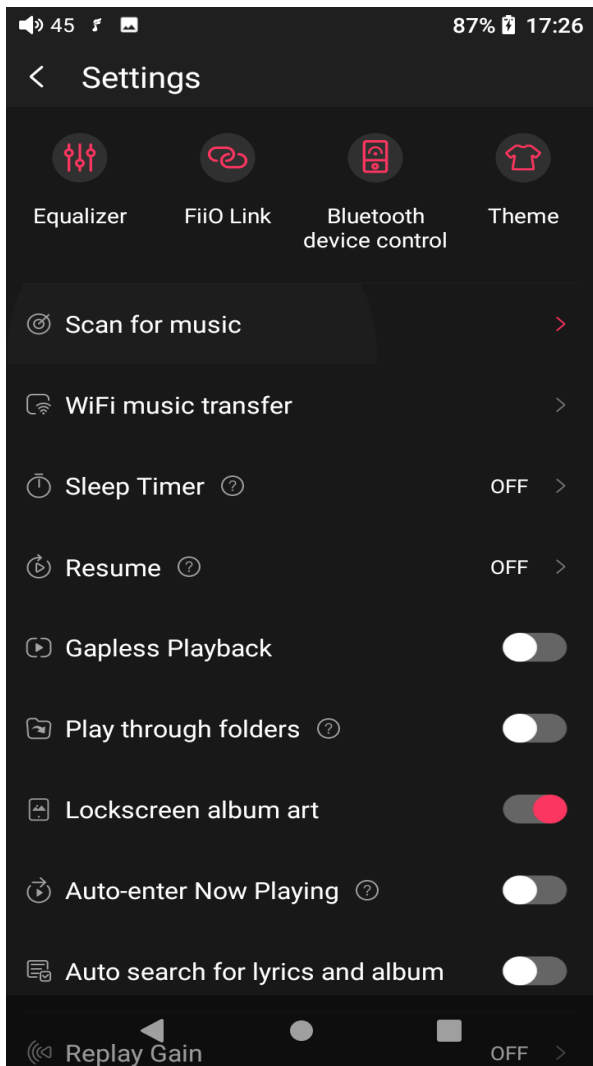 45 87% 17:26
Settings
Equalizer FiiO Link Bluetooth Theme
device control
Scan for music
WiFi music transfer
Sleep Timer ? OFF
Resume ? OFF
Gapless Playback
Play through folders ?
Lockscreen album art
Auto-enter Now Playing ?
Auto search for lyrics and album
Replay Gain OFF